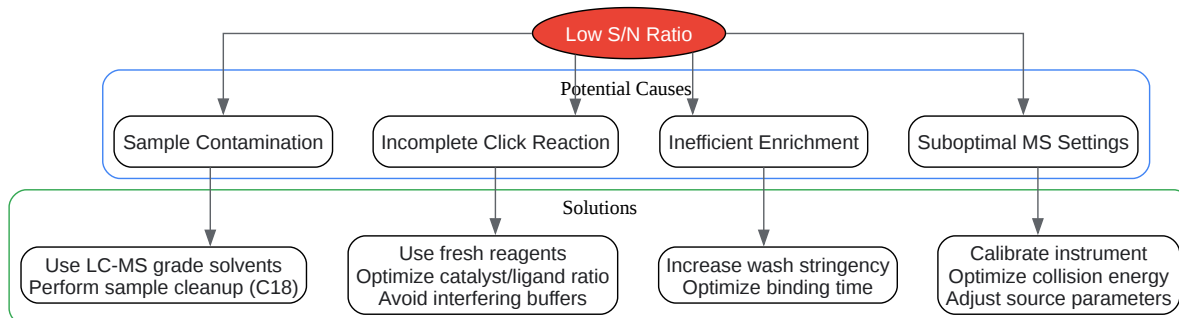 Low S/N Ratio
Potential Causes
Sample Contamination
Incomplete Click Reaction
Inefficient Enrichment
Suboptimal MS Settings
Solutions
Use LC-MS grade solvents
Perform sample cleanup (C18)
Use fresh reagents
Optimize catalyst/ligand ratio
Avoid interfering buffers
Increase wash stringency
Optimize binding time
Calibrate instrument
Optimize collision energy
Adjust source parameters